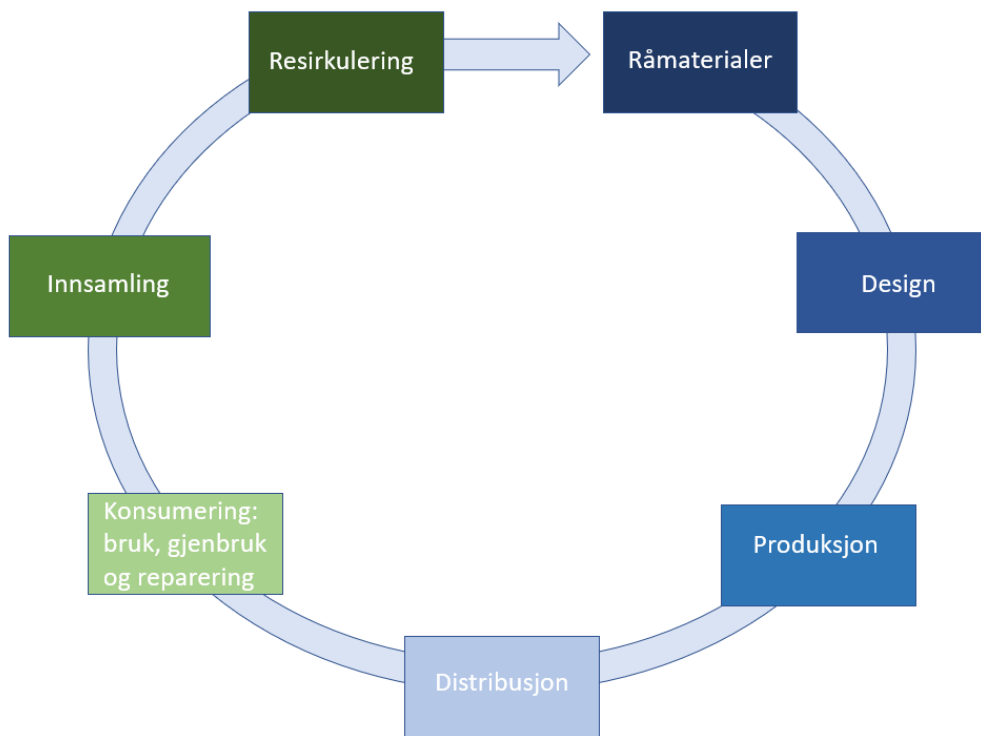 Resirkulering
Råmaterialer
Innsamling
Design
Konsumering:
bruk, gjenbruk
og reparering
Produksjon
Distribusjon